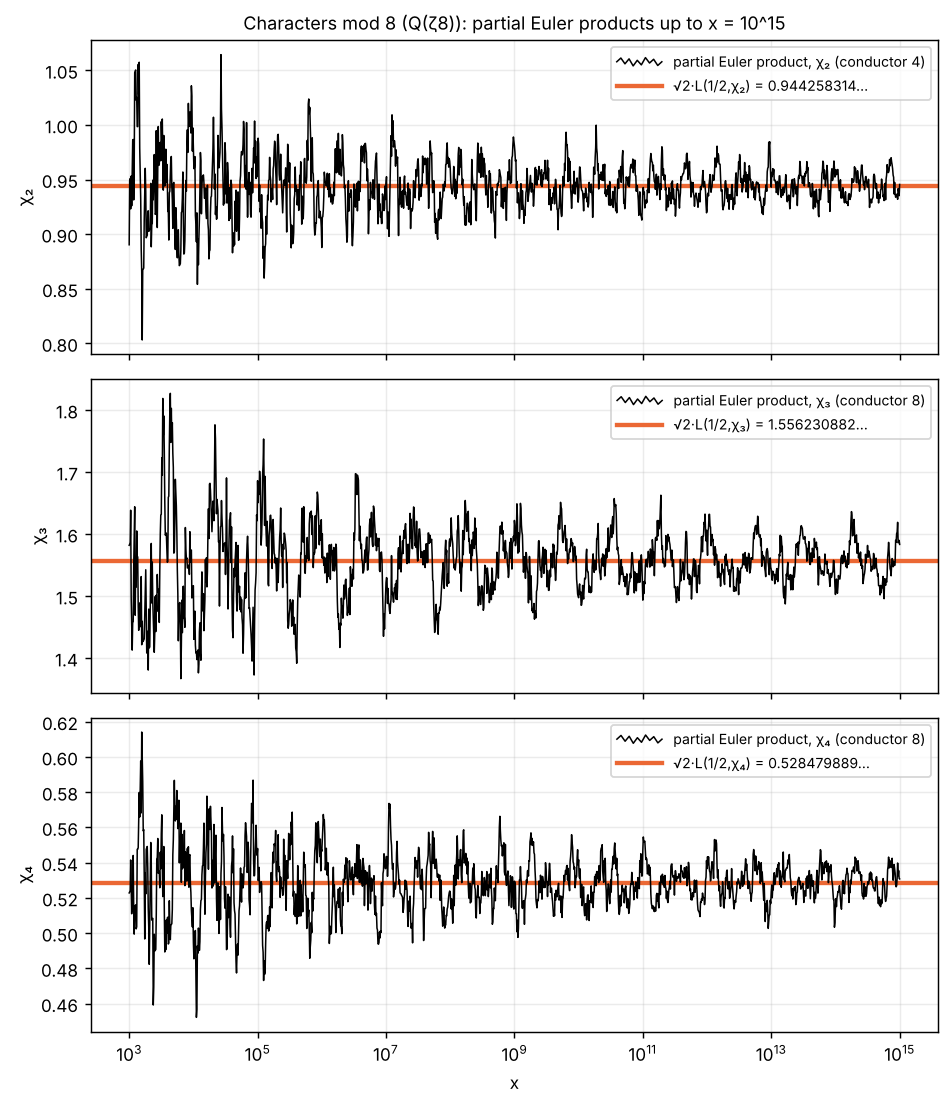 Characters mod 8 (Q(ζ8)): partial Euler products up to x = 10^15
partial Euler product, χ₂ (conductor 4)
√2·L(1/2,χ₂) = 0.944258314...
1.05
1.00
0.95
0.90
0.85
0.80
χ₂
partial Euler product, χ₃ (conductor 8)
√2·L(1/2,χ₃) = 1.556230882...
1.8
1.7
1.6
1.5
1.4
χ₃
partial Euler product, χ₄ (conductor 8)
√2·L(1/2,χ₄) = 0.528479889...
0.62
0.60
0.58
0.56
0.54
0.52
0.50
0.48
0.46
χ₄
10³ 10⁵ 10⁷ 10⁹ 10¹¹ 10¹³ 10¹⁵
x